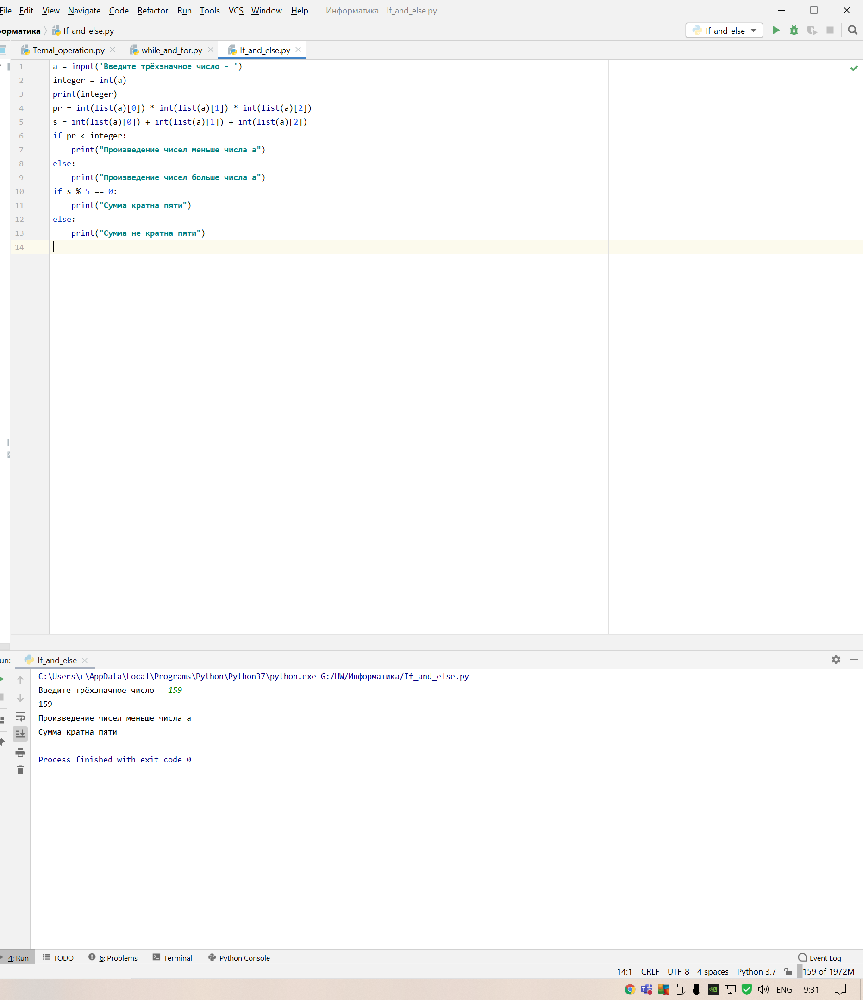 File Edit View Navigate Code Refactor Run Tools VCS Window Help Информатика - If_and_else.py
орматика If_and_else.py If_and_else
Ternal_operation.py while_and_for.py If_and_else.py
1 a = input('Введите трёхзначное число - ')
2 integer = int(a)
3 print(integer)
4 pr = int(list(a)[0]) * int(list(a)[1]) * int(list(a)[2])
5 s = int(list(a)[0]) + int(list(a)[1]) + int(list(a)[2])
6 if pr < integer:
7 print("Произведение чисел меньше числа a")
8 else:
9 print("Произведение чисел больше числа a")
10 if s % 5 == 0:
11 print("Сумма кратна пяти")
12 else:
13 print("Сумма не кратна пяти")
14
un: If_and_else
C:\Users\r\AppData\Local\Programs\Python\Python37\python.exe G:/HW/Информатика/If_and_else.py
Введите трёхзначное число - 159
159
Произведение чисел меньше числа a
Сумма кратна пяти
Process finished with exit code 0
4: Run TODO 6: Problems Terminal Python Console Event Log
14:1 CRLF UTF-8 4 spaces Python 3.7 159 of 1972M
ENG 9:31